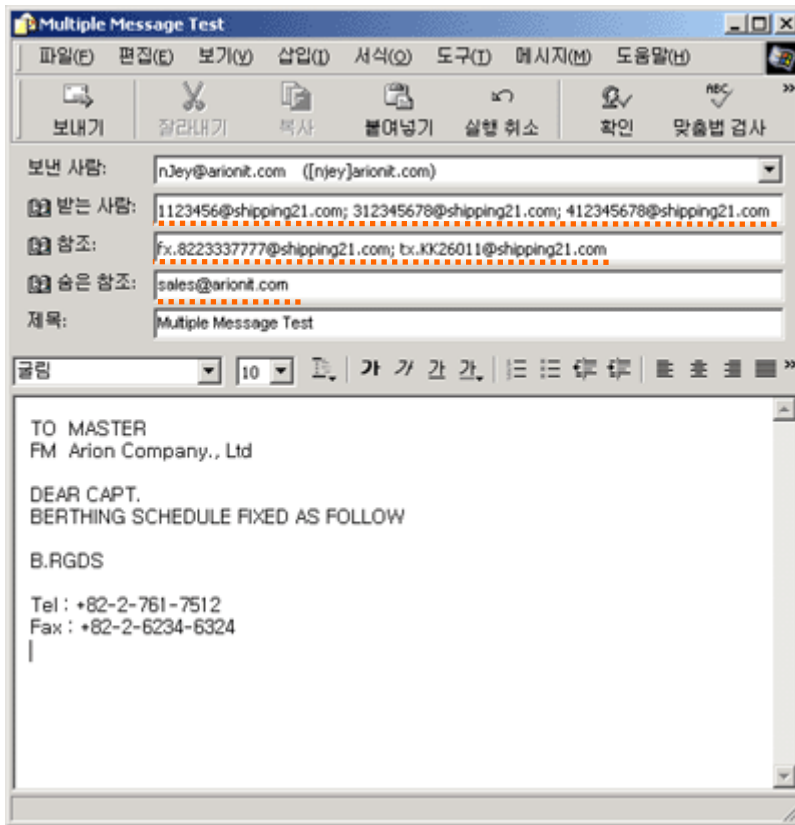 Multiple Message Test
파일(F) 편집(E) 보기(V) 삽입(I) 서식(O) 도구(T) 메시지(M) 도움말(H)
보내기 잘라내기 복사 붙여넣기 실행 취소 확인 맞춤법 검사
보낸 사람: nJey@arionit.com ([njey]arionit.com)
받는 사람: 1123456@shipping21.com; 312345678@shipping21.com; 412345678@shipping21.com
참조: fx.8223337777@shipping21.com; tx.KK26011@shipping21.com
숨은 참조: sales@arionit.com
제목: Multiple Message Test
굴림 10 가 가 가 가
TO MASTER
FM Arion Company., Ltd
DEAR CAPT.
BERTHING SCHEDULE FIXED AS FOLLOW
B.RGDS
Tel : +82-2-761-7512
Fax : +82-2-6234-6324